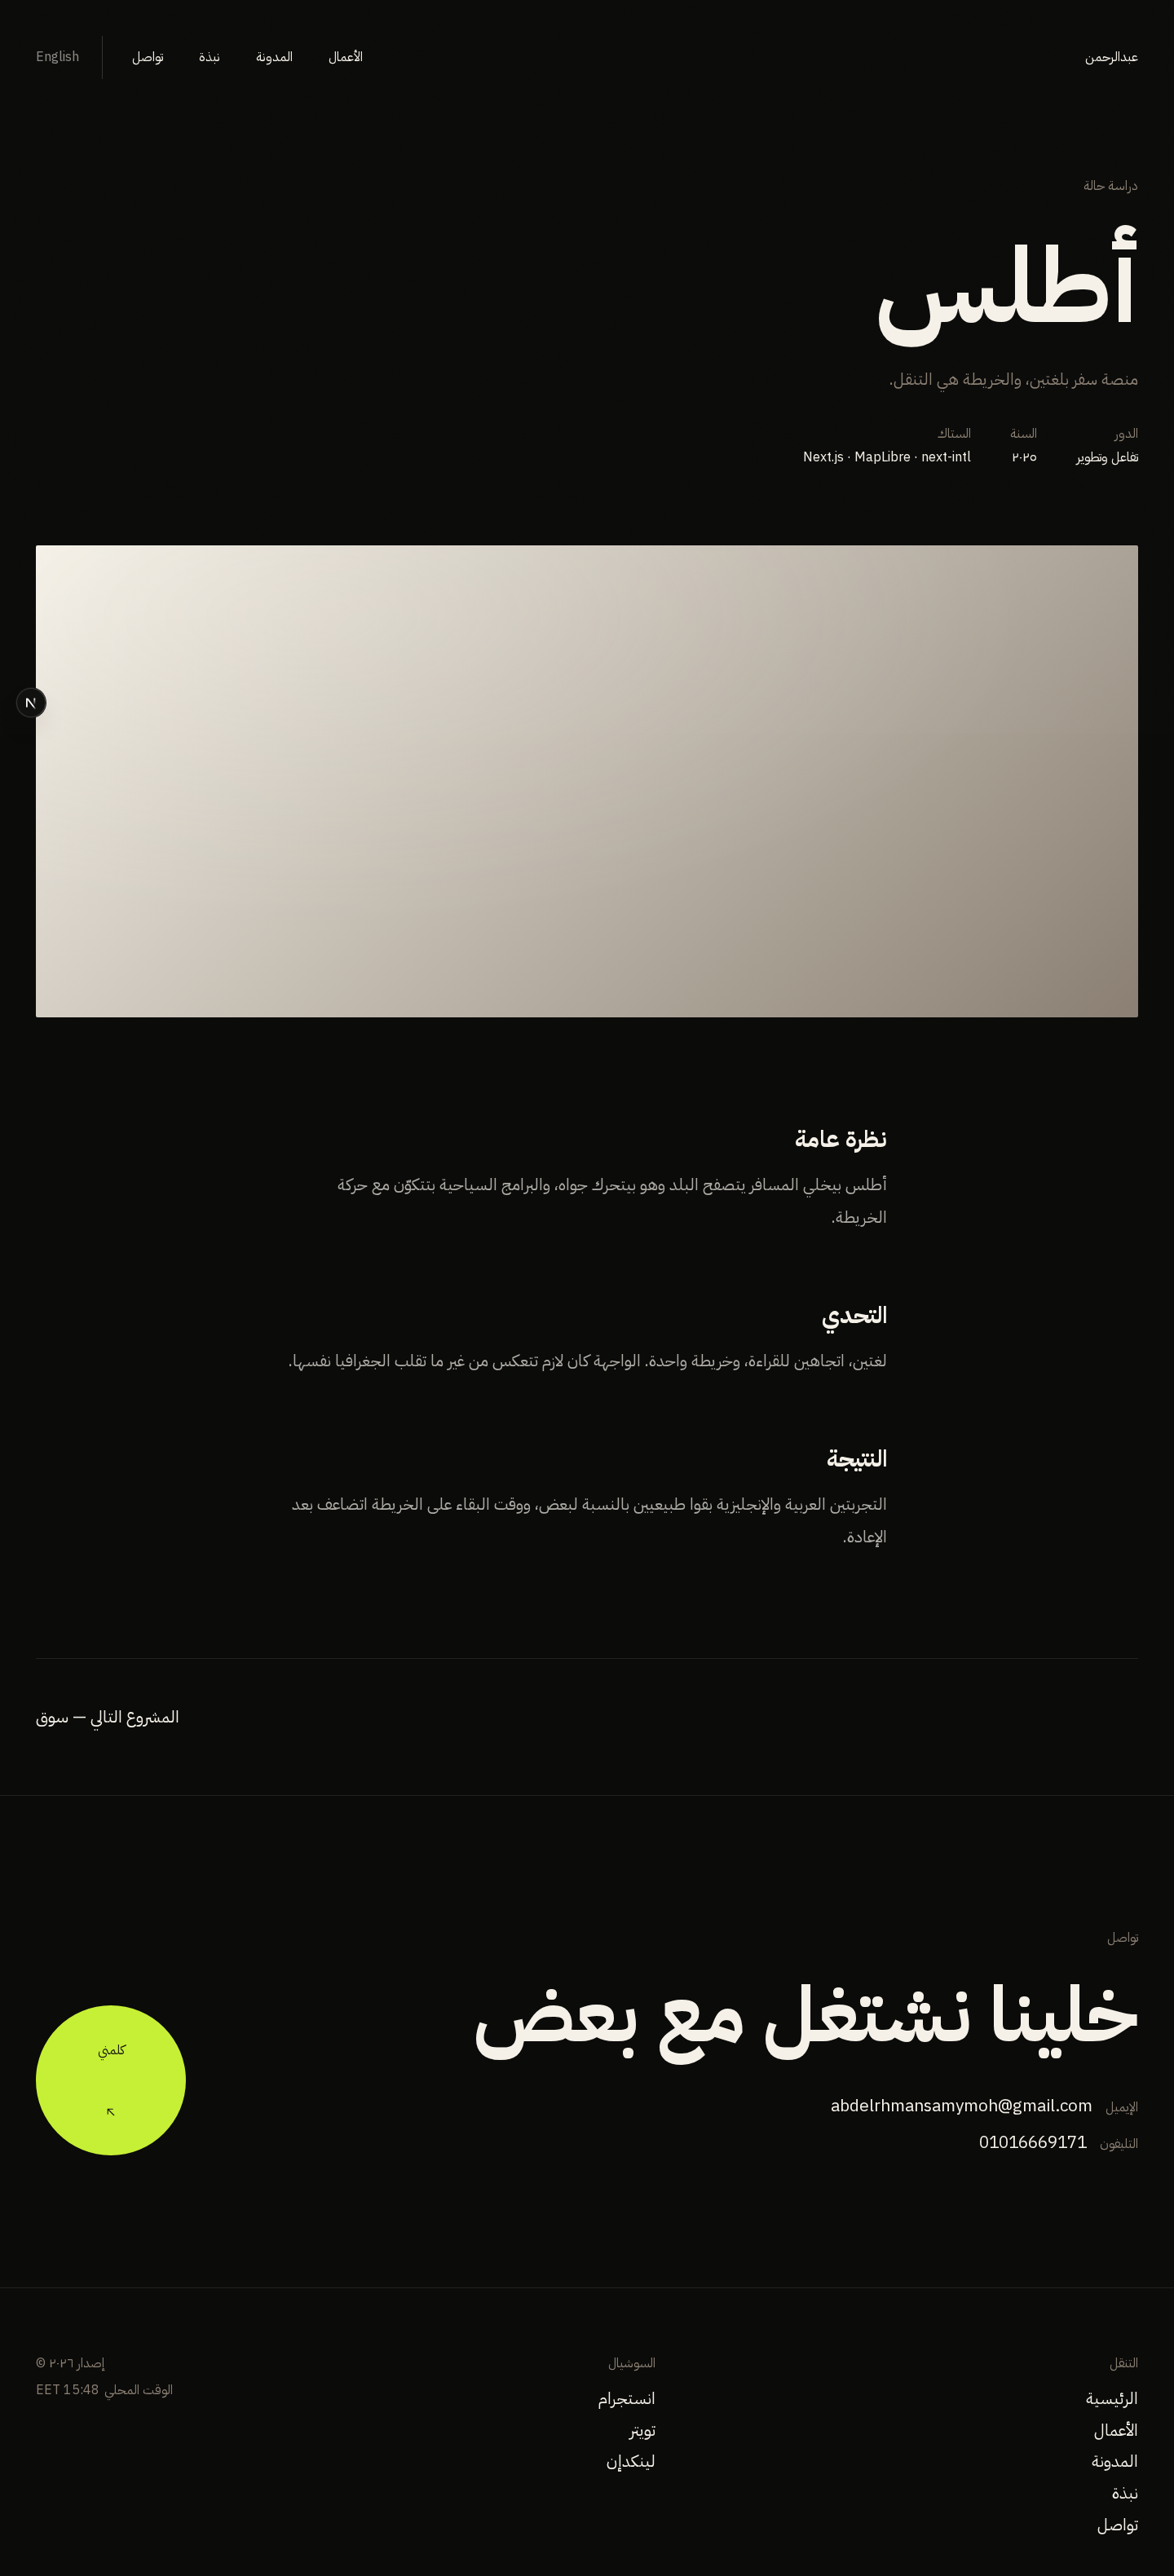 عبدالرحمن
الأعمال
المدونة
نبذة
تواصل
English
دراسة حالة
أطلس
منصة سفر بلغتين، والخريطة هي التنقل.
الدور
تفاعل وتطوير
السنة
٢٠٢٥
الستاك
Next.js · MapLibre · next-intl
N
نظرة عامة
أطلس بيخلي المسافر يتصفح البلد وهو بيتحرك جواه، والبرامج السياحية بتتكوّن مع حركة
الخريطة.
التحدي
لغتين، اتجاهين للقراءة، وخريطة واحدة. الواجهة كان لازم تتعكس من غير ما تقلب الجغرافيا نفسها.
النتيجة
التجربتين العربية والإنجليزية بقوا طبيعيين بالنسبة لبعض، ووقت البقاء على الخريطة اتضاعف بعد
الإعادة.
المشروع التالي — سوق
تواصل
خلينا نشتغل مع بعض
الإيميل abdelrhmansamymoh@gmail.com
التليفون 01016669171
كلمني
↖
التنقل
الرئيسية
الأعمال
المدونة
نبذة
تواصل
السوشيال
انستجرام
تويتر
لينكدإن
إصدار ٢٠٢٦ ©
الوقت المحلي 15:48 EET